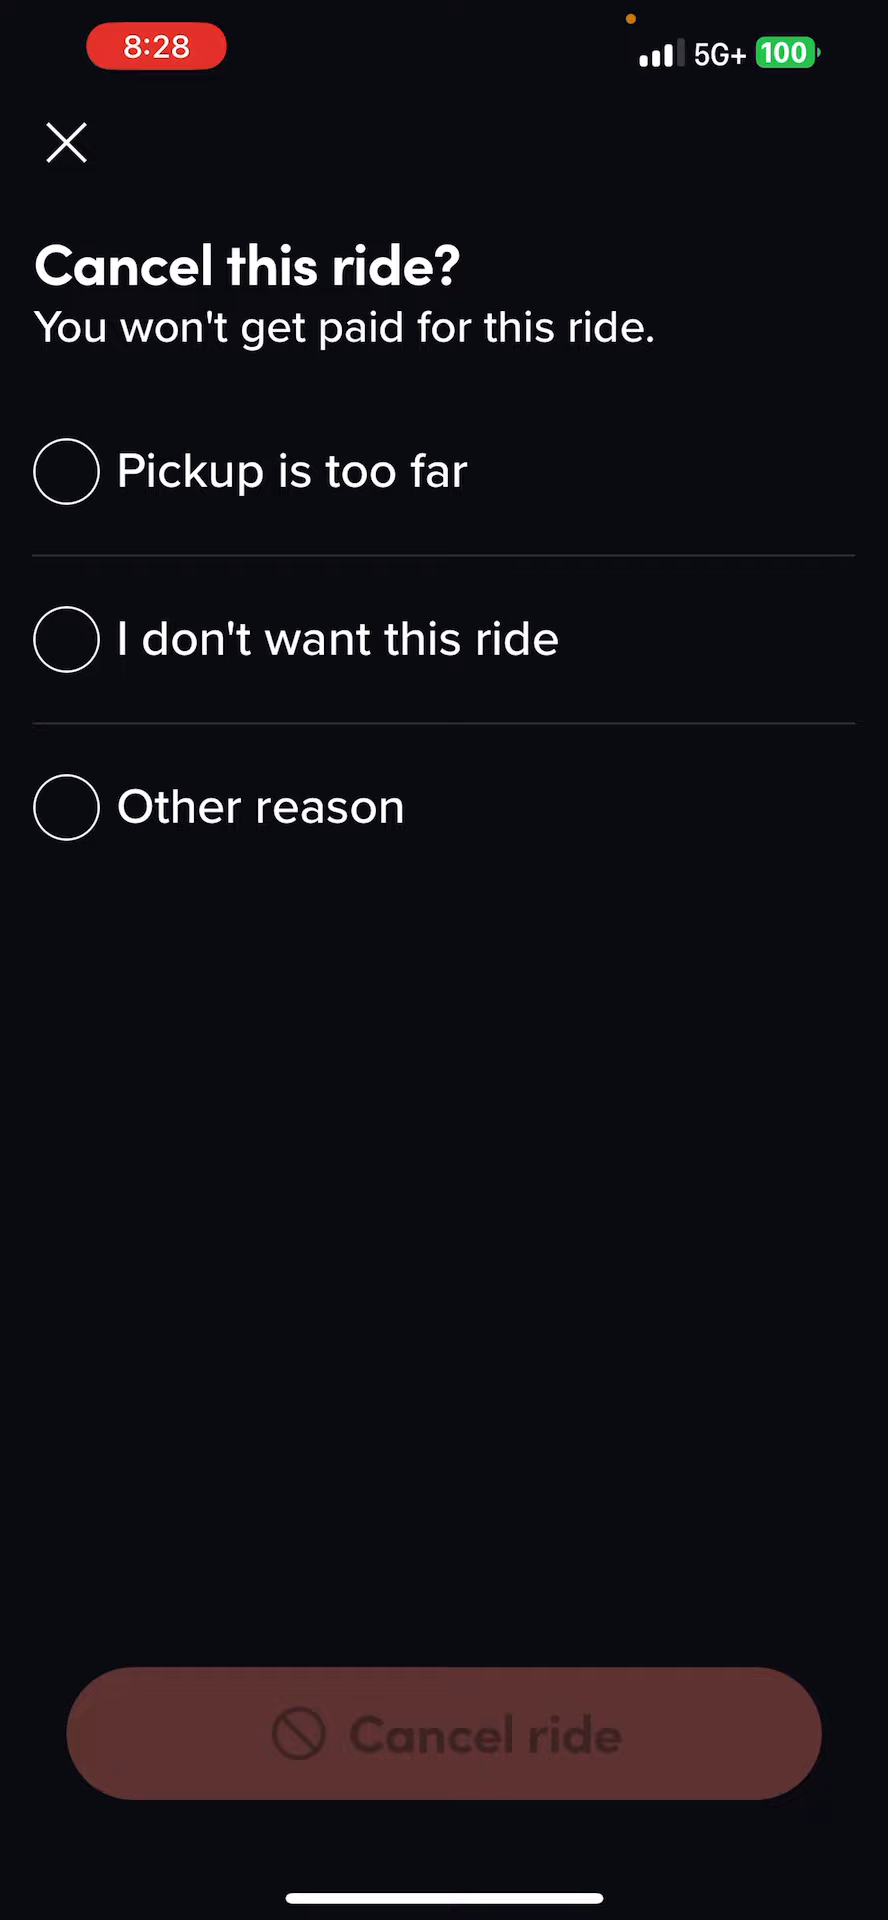 8:28
5G+ 100
Cancel this ride?
You won't get paid for this ride.
Pickup is too far
I don't want this ride
Other reason
Cancel ride